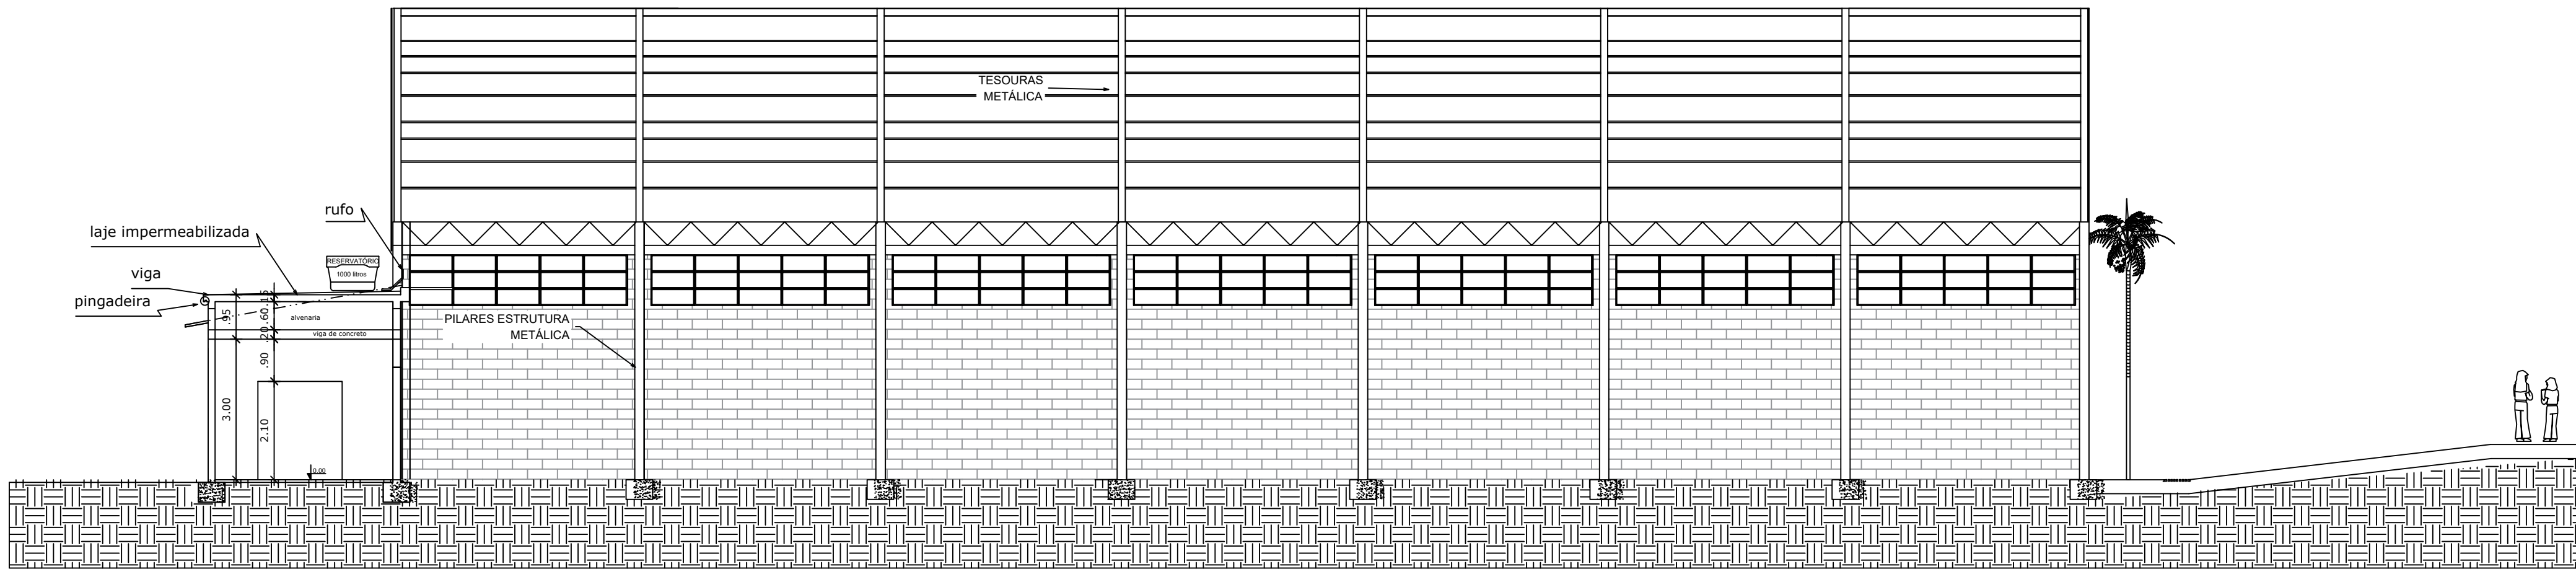 TESOURAS
METÁLICA
rufo
laje impermeabilizada
RESERVATÓRIO
1000 litros
viga
pingadeira
.15
.95
.60
alvenaria
PILARES ESTRUTURA
METÁLICA
.20
viga de concreto
.90
3.00
2.10
0.00